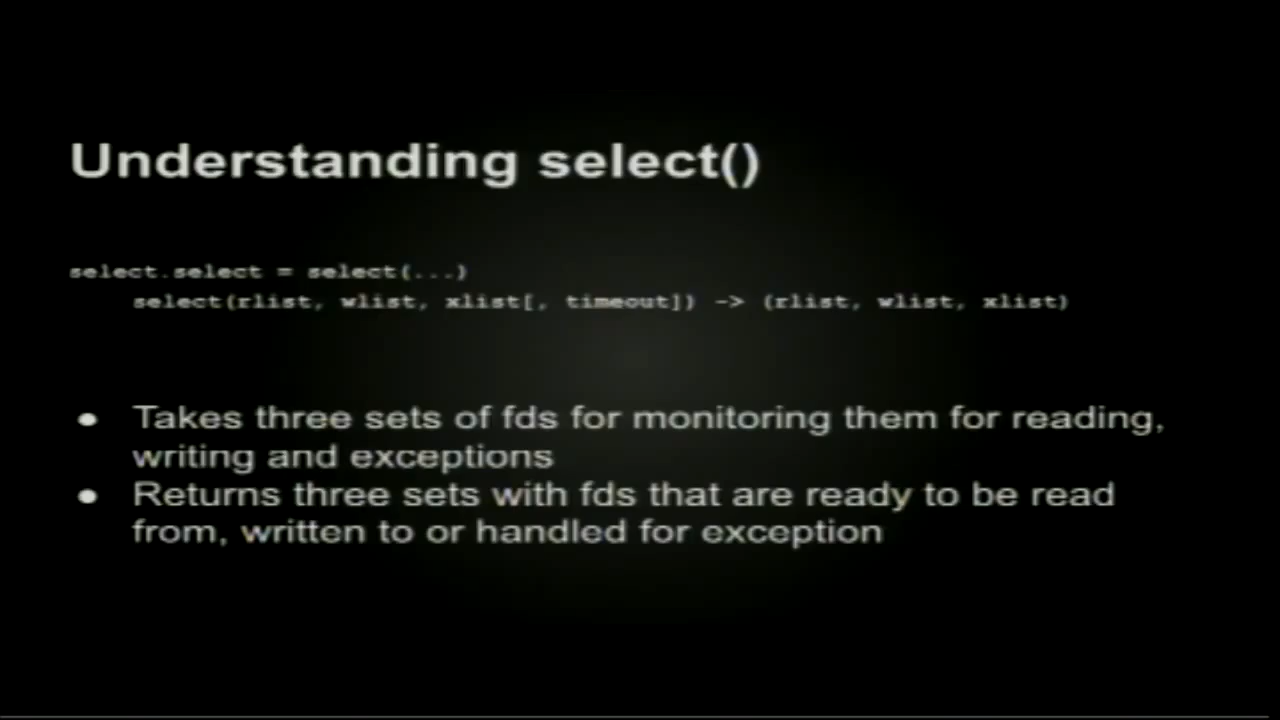 Understanding select()
select.select = select(...)
select(rlist, wlist, xlist[, timeout]) -> (rlist, wlist, xlist)
● Takes three sets of fds for monitoring them for reading,
writing and exceptions
● Returns three sets with fds that are ready to be read
from, written to or handled for exception